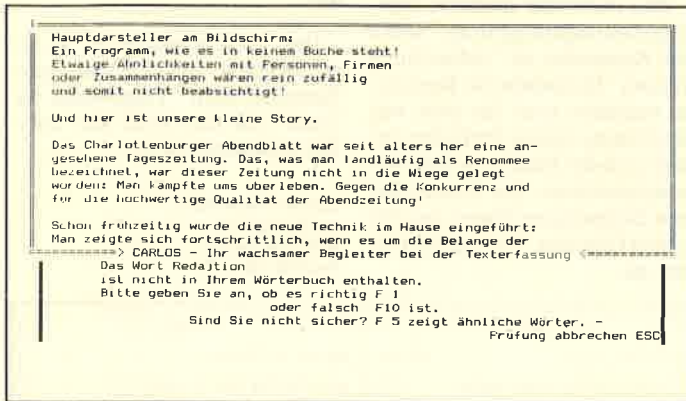 Hauptdarsteller am Bildschirm:
Ein Programm, wie es in keinem Buche steht!
Etwaige Ahnlichkeiten mit Personen, Firmen
oder Zusammenhängen wären rein zufällig
und somit nicht beabsichtigt!
Und hier ist unsere kleine Story.
Das Charlottenburger Abendblatt war seit alters her eine an-
gesehene Tageszeitung. Das, was man landläufig als Renommee
bezeichnet, war dieser Zeitung nicht in die Wiege gelegt
worden: Man kampfte ums uberleben. Gegen die Konkurrenz und
für die hochwertige Qualitat der Abendzeitung!
Schon fruhzeitig wurde die neue Technik im Hause eingeführt:
Man zeigte sich fortschrittlich, wenn es um die Belange der
=========> CARLOS - Ihr wachsamer Begleiter bei der Texterfassung <==========
Das Wort Redajtion
ist nicht in Ihrem Wörterbuch enthalten.
Bitte geben Sie an, ob es richtig F 1
oder falsch F10 ist.
Sind Sie nicht sicher? F 5 zeigt ähnliche Wörter. -
Prufung abbrechen ESC